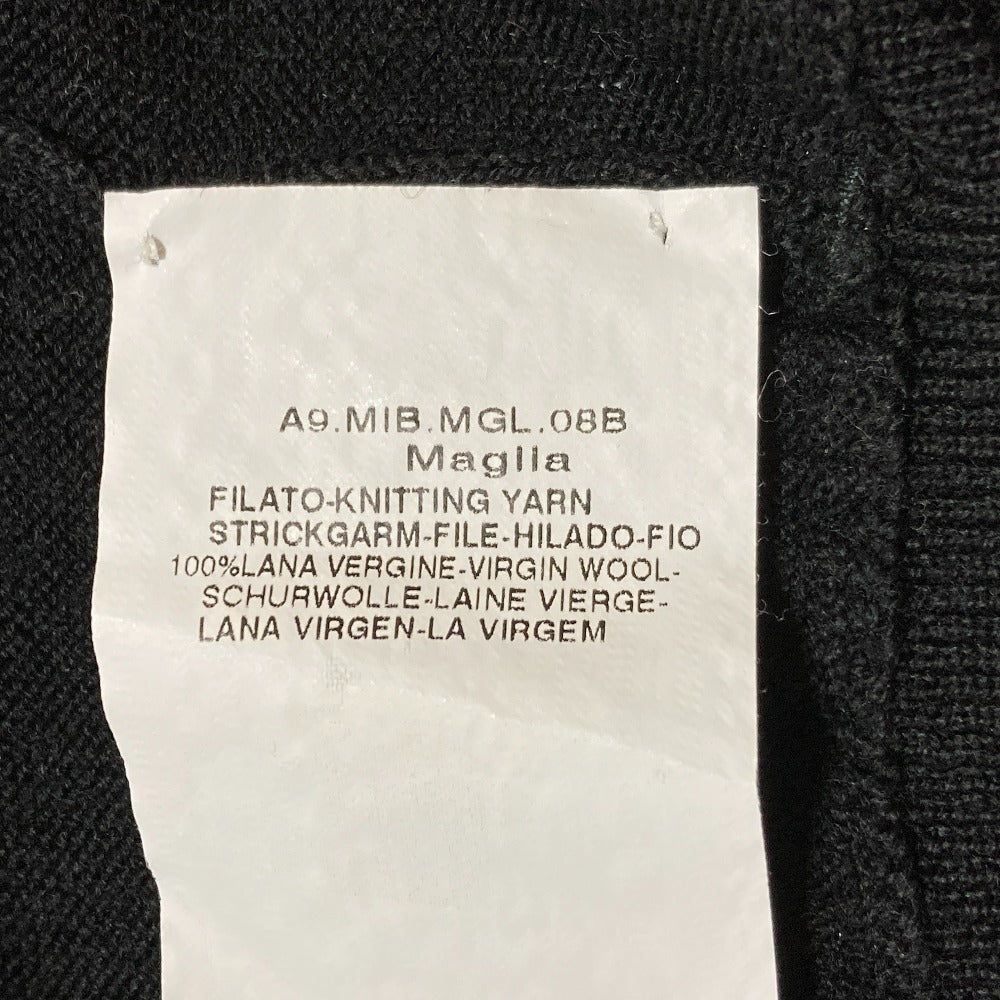 A9.MIB.MGL.08B
Maglia
FILATO-KNITTING YARN
STRICKGARM-FILE-HILADO-FIO
100%LANA VERGINE-VIRGIN WOOL-
SCHURWOLLE-LAINE VIERGE-
LANA VIRGEN-LA VIRGEM